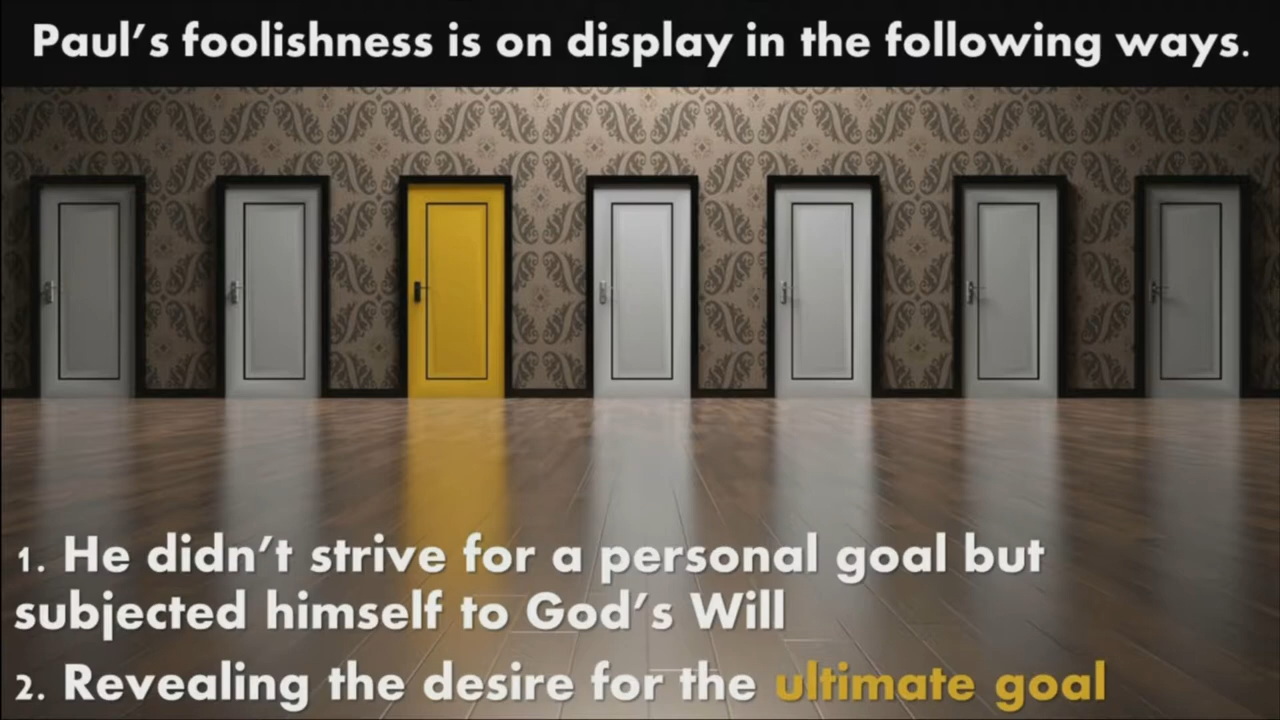 Paul's foolishness is on display in the following ways.
1. He didn't strive for a personal goal but
subjected himself to God's Will
2. Revealing the desire for the ultimate goal